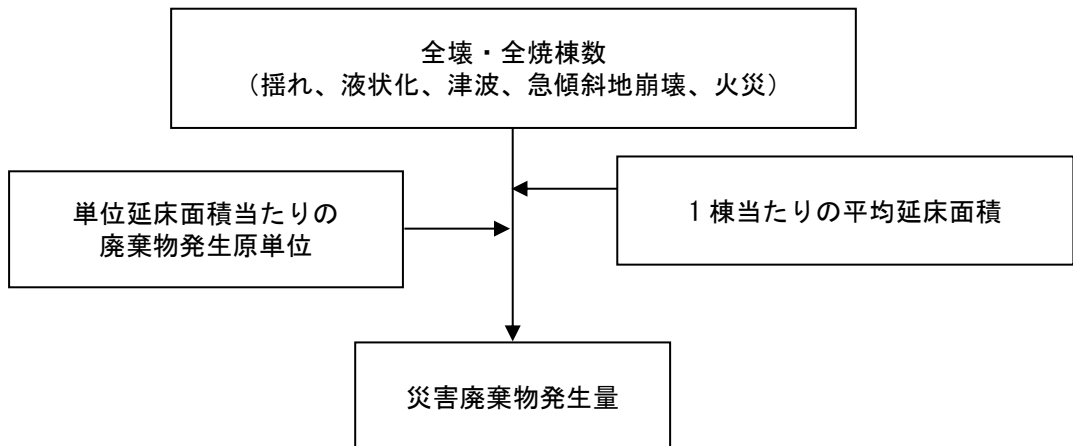 全壊・全焼棟数
（揺れ、液状化、津波、急傾斜地崩壊、火災）
単位延床面積当たりの
廃棄物発生原単位
1 棟当たりの平均延床面積
災害廃棄物発生量